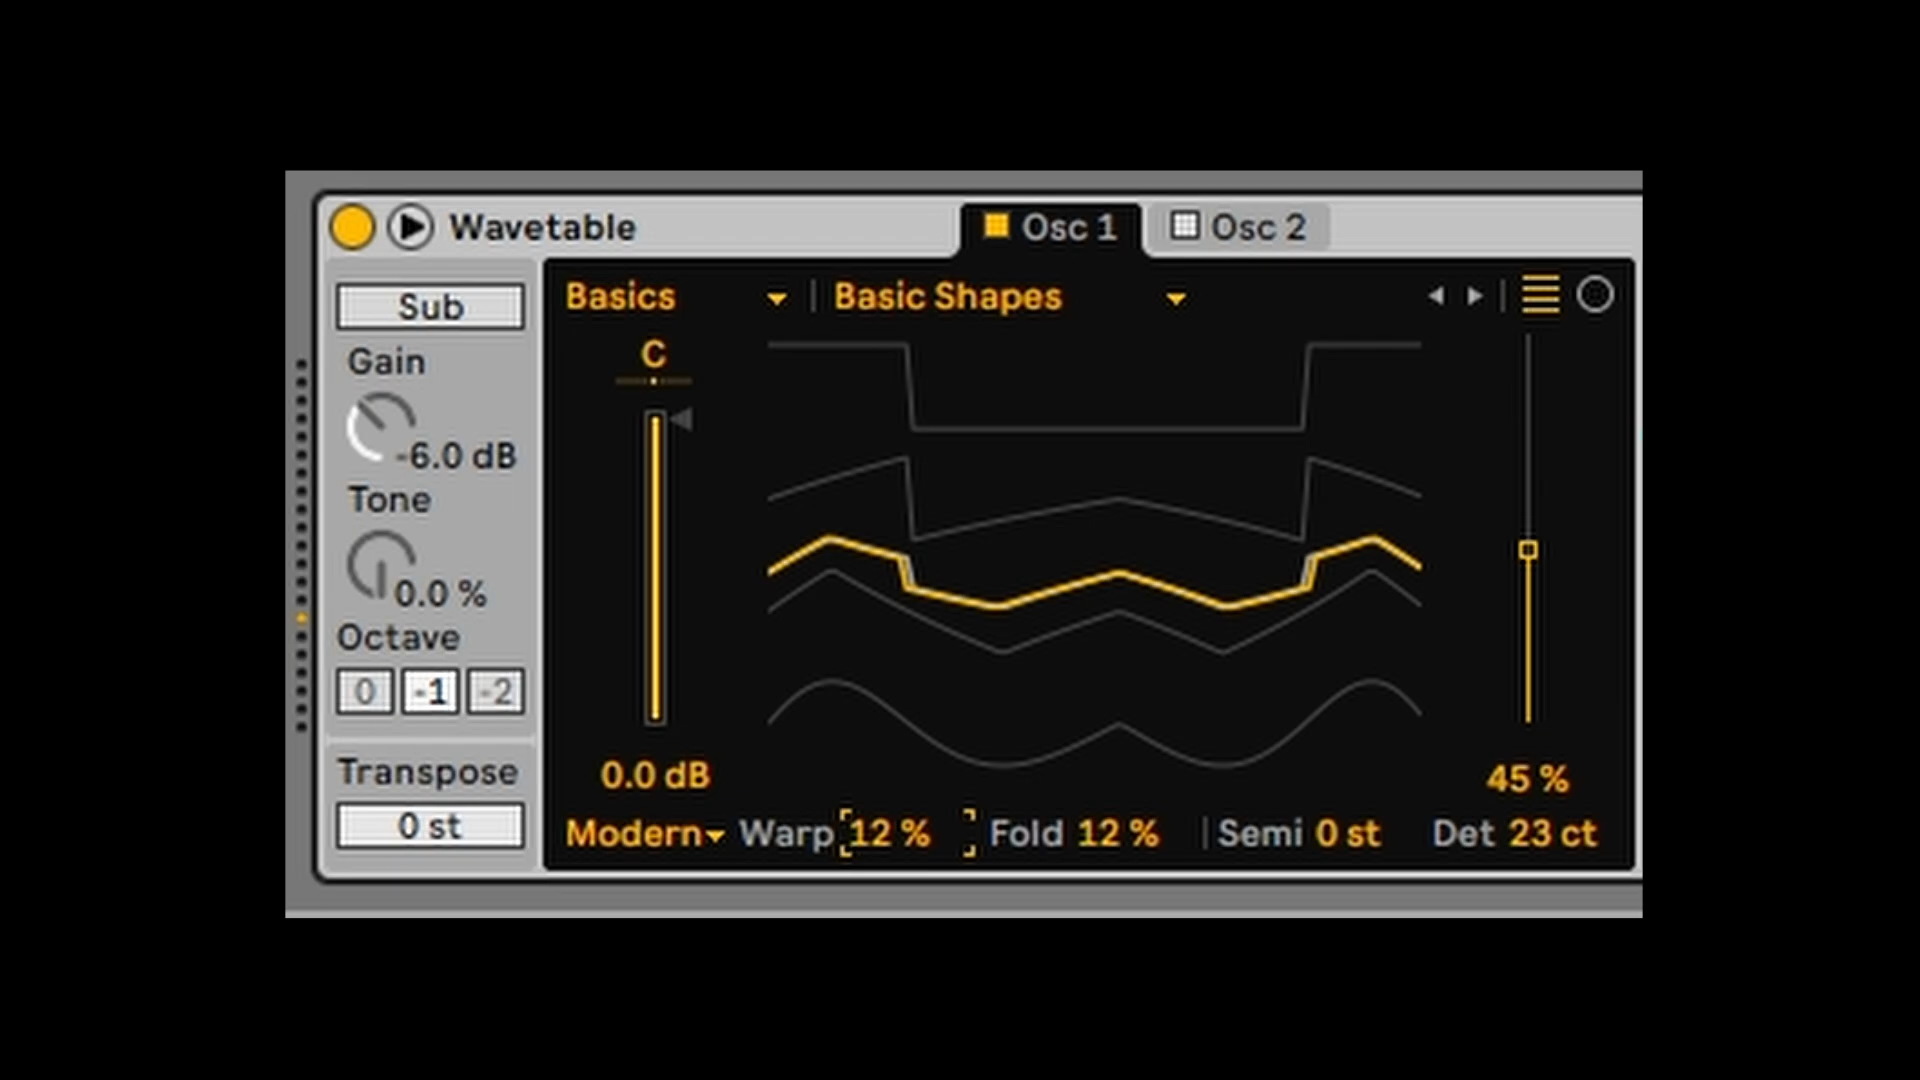 Wavetable
Osc 1
Osc 2
Sub
Gain
-6.0 dB
Tone
0.0 %
Octave
0 -1 -2
Transpose
0 st
Basics
Basic Shapes
C
0.0 dB
45 %
Modern Warp 12 % Fold 12 % Semi 0 st Det 23 ct